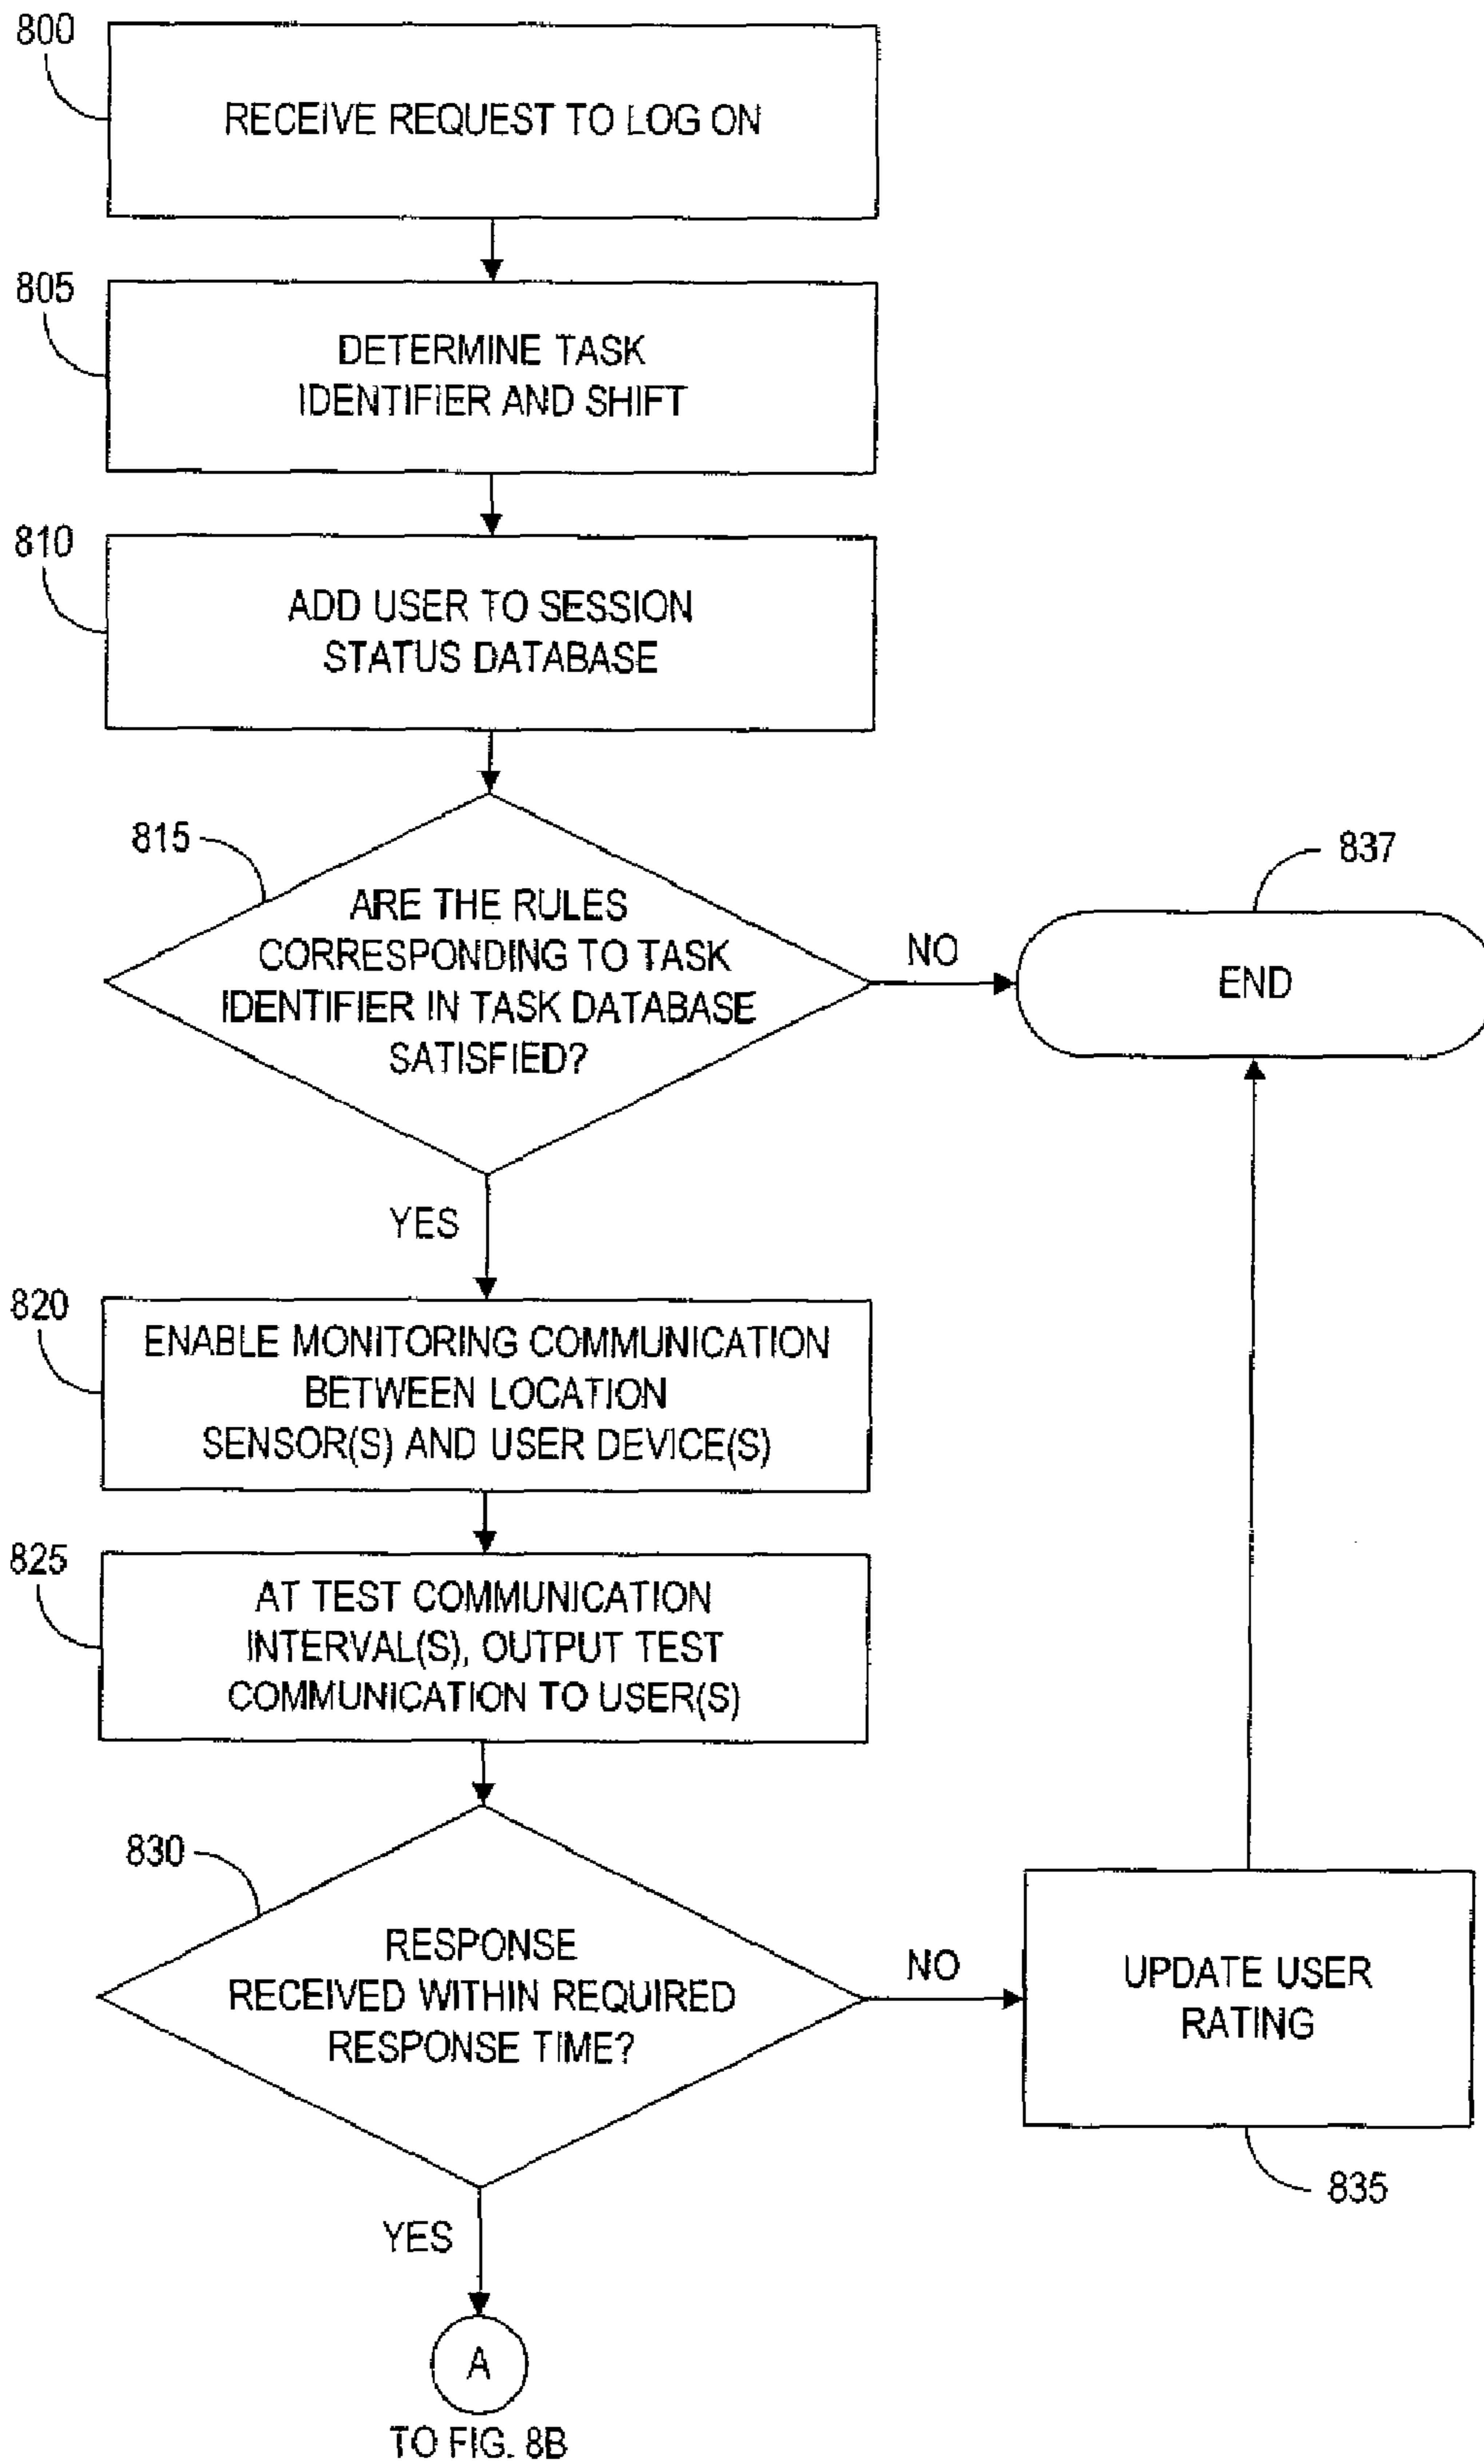 800
RECEIVE REQUEST TO LOG ON
805
DETERMINE TASK
IDENTIFIER AND SHIFT
810
ADD USER TO SESSION
STATUS DATABASE
815
ARE THE RULES
CORRESPONDING TO TASK
IDENTIFIER IN TASK DATABASE
SATISFIED?
NO
837
END
YES
820
ENABLE MONITORING COMMUNICATION
BETWEEN LOCATION
SENSOR(S) AND USER DEVICE(S)
825
AT TEST COMMUNICATION
INTERVAL(S), OUTPUT TEST
COMMUNICATION TO USER(S)
830
RESPONSE
RECEIVED WITHIN REQUIRED
RESPONSE TIME?
NO
UPDATE USER
RATING
835
YES
A
TO FIG. 8B